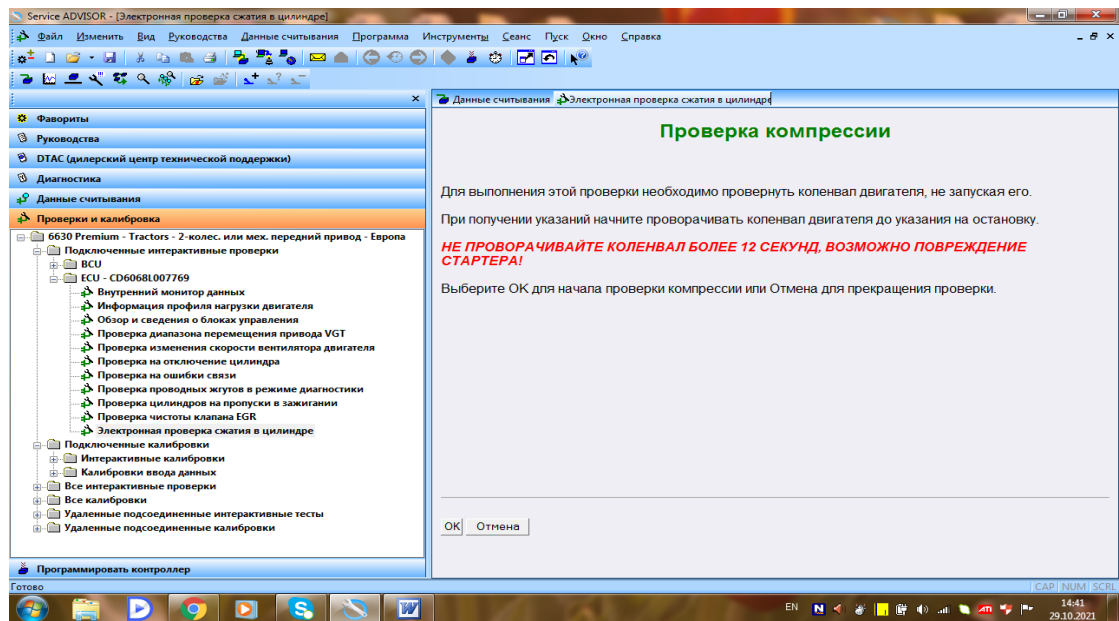 Service ADVISOR - [Электронная проверка сжатия в цилиндре]
Файл Изменить Вид Руководства Данные считывания Программа Инструменты Сеанс Пуск Окно Справка
Данные считывания Электронная проверка сжатия в цилиндре
Фавориты
Руководства
DTAC (дилерский центр технической поддержки)
Диагностика
Данные считывания
Проверки и калибровка
6630 Premium - Tractors - 2-колес. или мех. передний привод - Европа
Подключенные интерактивные проверки
BCU
ECU - CD6068L007769
Внутренний монитор данных
Информация профиля нагрузки двигателя
Обзор и сведения о блоках управления
Проверка диапазона перемещения привода VGT
Проверка изменения скорости вентилятора двигателя
Проверка на отключение цилиндра
Проверка на ошибки связи
Проверка проводных жгутов в режиме диагностики
Проверка цилиндров на пропуски в зажигании
Проверка чистоты клапана EGR
Электронная проверка сжатия в цилиндре
Подключенные калибровки
Интерактивные калибровки
Калибровки ввода данных
Все интерактивные проверки
Все калибровки
Удаленные подсоединенные интерактивные тесты
Удаленные подсоединенные калибровки
Программировать контроллер
Проверка компрессии
Для выполнения этой проверки необходимо провернуть коленвал двигателя, не запуская его.
При получении указаний начните проворачивать коленвал двигателя до указания на остановку.
НЕ ПРОВОРАЧИВАЙТЕ КОЛЕНВАЛ БОЛЕЕ 12 СЕКУНД, ВОЗМОЖНО ПОВРЕЖДЕНИЕ
СТАРТЕРА!
Выберите OK для начала проверки компрессии или Отмена для прекращения проверки.
OK Отмена
Готово
CAP NUM SCRL
EN
14:41
29.10.2021